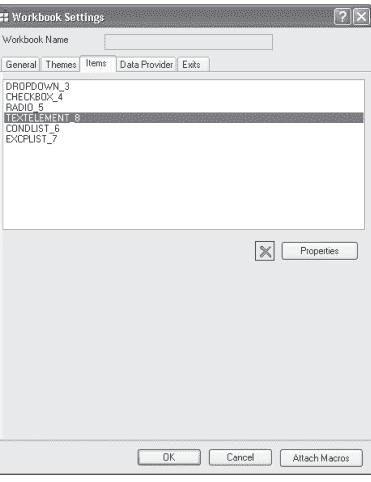 Workbook Settings
Workbook Name
General Themes Items Data Provider Exits
DROPDOWN_3
CHECKBOX_4
RADIO_5
TEXTELEMENT_8
CONDLIST_6
EXCPLIST_7
Properties
OK Cancel Attach Macros